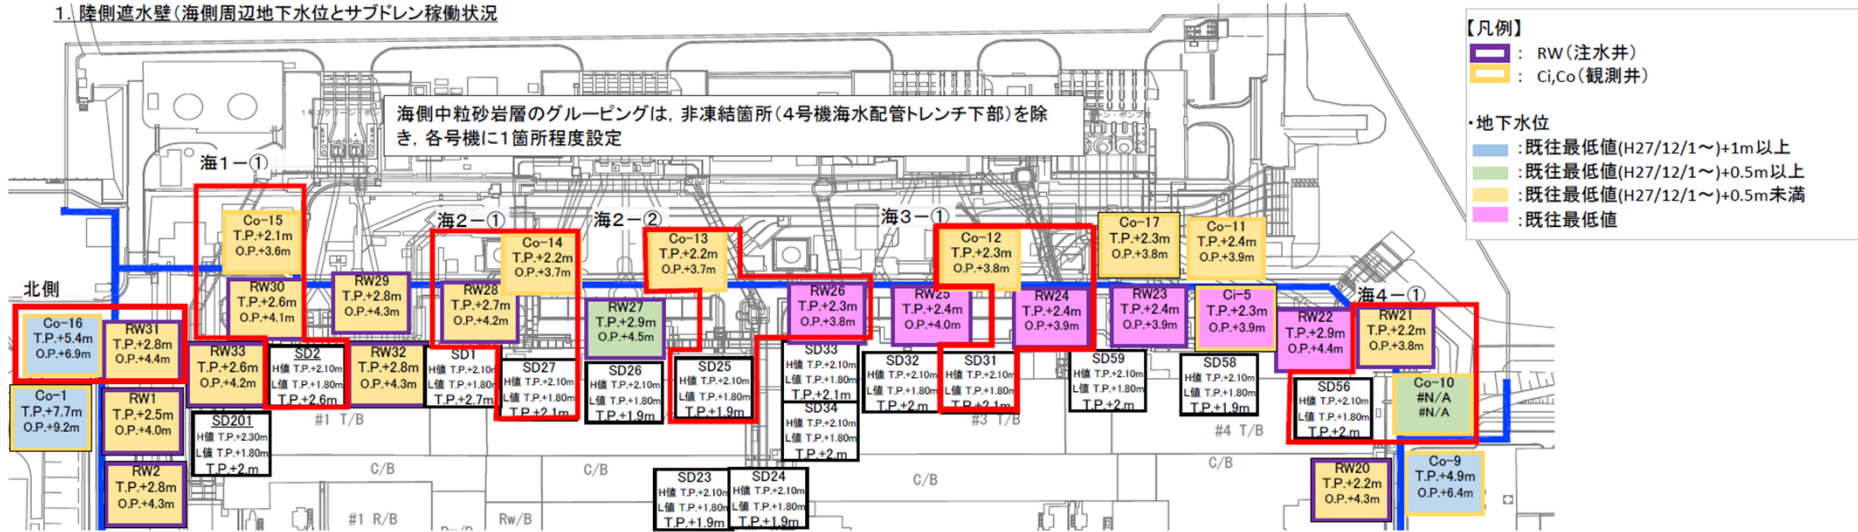 1. 陸側遮水壁(海側周辺地下水位とサブドレン稼働状況
【凡例】
: RW(注水井)
: Ci,Co(観測井)
・地下水位
:既往最低値(H27/12/1～)+1m以上
:既往最低値(H27/12/1～)+0.5m以上
:既往最低値(H27/12/1～)+0.5m未満
:既往最低値
海側中粒砂岩層のグルーピングは，非凍結箇所(4号機海水配管トレンチ下部)を除
き，各号機に1箇所程度設定
海1-①
海2-①
海2-②
海3-①
海4-①
北側
Co-15
T.P.+2.1m
O.P.+3.6m
Co-14
T.P.+2.2m
O.P.+3.7m
Co-13
T.P.+2.2m
O.P.+3.7m
Co-12
T.P.+2.3m
O.P.+3.8m
Co-17
T.P.+2.3m
O.P.+3.8m
Co-11
T.P.+2.4m
O.P.+3.9m
RW30
T.P.+2.6m
O.P.+4.1m
RW29
T.P.+2.8m
O.P.+4.3m
RW28
T.P.+2.7m
O.P.+4.2m
RW27
T.P.+2.9m
O.P.+4.5m
RW26
T.P.+2.3m
O.P.+3.8m
RW25
T.P.+2.4m
O.P.+4.0m
RW24
T.P.+2.4m
O.P.+3.9m
RW23
T.P.+2.4m
O.P.+3.9m
Ci-5
T.P.+2.3m
O.P.+3.9m
RW22
T.P.+2.9m
O.P.+4.4m
RW21
T.P.+2.2m
O.P.+3.8m
Co-16
T.P.+5.4m
O.P.+6.9m
RW31
T.P.+2.8m
O.P.+4.4m
RW33
T.P.+2.6m
O.P.+4.2m
SD2
H値 T.P.+2.10m
L値 T.P.+1.80m
T.P.+2.6m
RW32
T.P.+2.8m
O.P.+4.3m
SD1
H値 T.P.+2.10m
L値 T.P.+1.80m
T.P.+2.7m
SD27
H値 T.P.+2.10m
L値 T.P.+1.80m
T.P.+2.1m
SD26
H値 T.P.+2.10m
L値 T.P.+1.80m
T.P.+1.9m
SD25
H値 T.P.+2.10m
L値 T.P.+1.80m
T.P.+1.9m
SD33
H値 T.P.+2.10m
L値 T.P.+1.80m
T.P.+2.1m
SD32
H値 T.P.+2.10m
L値 T.P.+1.80m
T.P.+2.m
SD31
H値 T.P.+2.10m
L値 T.P.+1.80m
T.P.+2.1m
SD59
H値 T.P.+2.10m
L値 T.P.+1.80m
T.P.+2.m
SD58
H値 T.P.+2.10m
L値 T.P.+1.80m
T.P.+1.9m
SD56
H値 T.P.+2.10m
L値 T.P.+1.80m
T.P.+2.m
Co-10
#N/A
#N/A
Co-1
T.P.+7.7m
O.P.+9.2m
RW1
T.P.+2.5m
O.P.+4.0m
SD201
H値 T.P.+2.30m
L値 T.P.+1.80m
T.P.+2.m
SD34
H値 T.P.+2.10m
L値 T.P.+1.80m
T.P.+2.m
#1 T/B
#3 T/B
#4 T/B
RW2
T.P.+2.8m
O.P.+4.3m
C/B
C/B
C/B
C/B
SD23
H値 T.P.+2.10m
L値 T.P.+1.80m
T.P.+1.9m
SD24
H値 T.P.+2.10m
L値 T.P.+1.80m
T.P.+1.9m
RW20
T.P.+2.2m
O.P.+4.3m
Co-9
T.P.+4.9m
O.P.+6.4m
#1 R/B
Rw/B